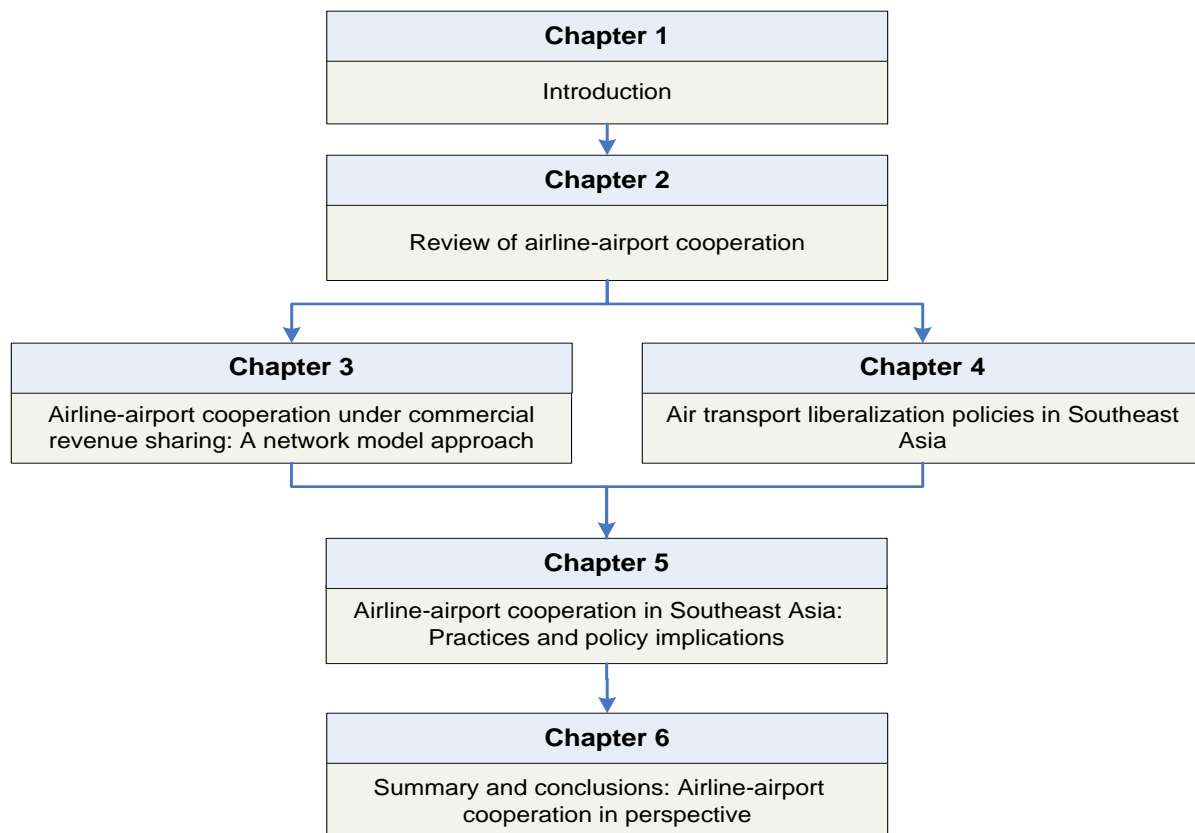 Chapter 1
Introduction
Chapter 2
Review of airline-airport cooperation
Chapter 3
Airline-airport cooperation under commercial
revenue sharing: A network model approach
Chapter 4
Air transport liberalization policies in Southeast
Asia
Chapter 5
Airline-airport cooperation in Southeast Asia:
Practices and policy implications
Chapter 6
Summary and conclusions: Airline-airport
cooperation in perspective